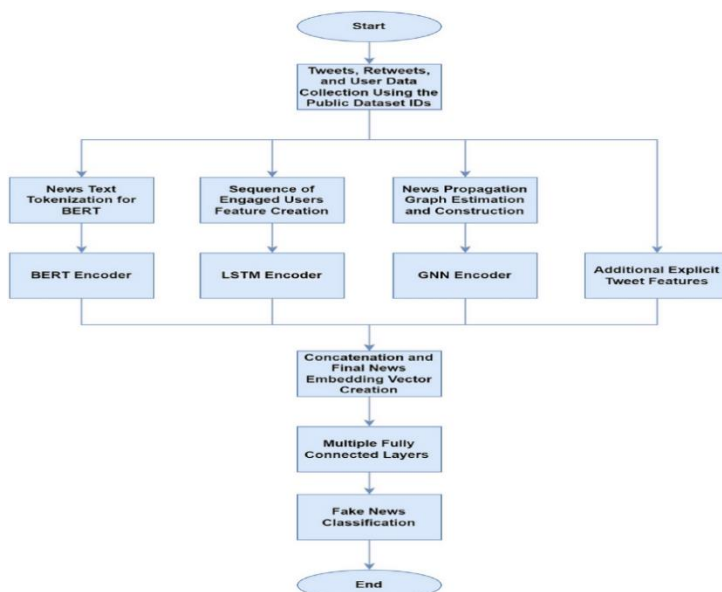 Start
Tweets, Retweets,
and User Data
Collection Using the
Public Dataset IDs
News Text
Tokenization for
BERT
Sequence of
Engaged Users
Feature Creation
News Propagation
Graph Estimation
and Construction
BERT Encoder
LSTM Encoder
GNN Encoder
Additional Explicit
Tweet Features
Concatenation and
Final News
Embedding Vector
Creation
Multiple Fully
Connected Layers
Fake News
Classification
End